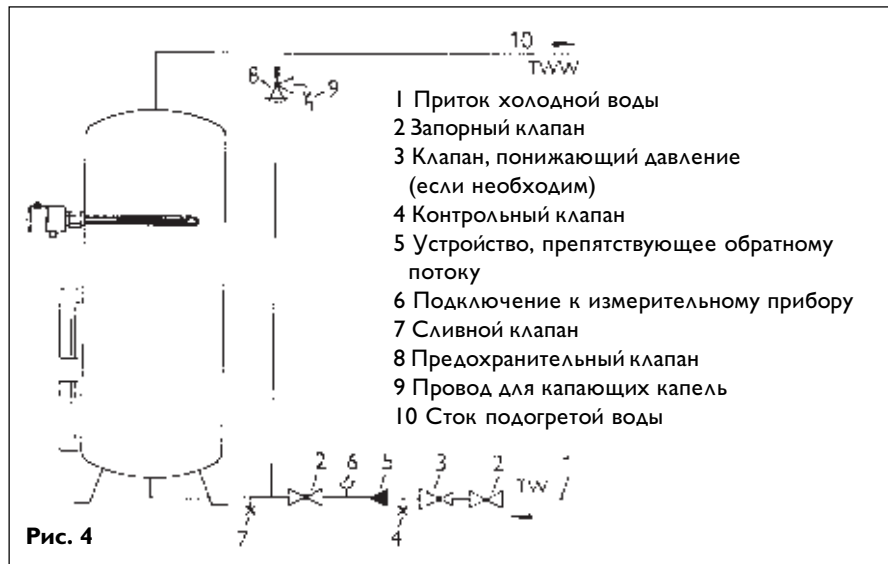 10
TWW
8
9
1 Приток холодной воды
2 Запорный клапан
3 Клапан, понижающий давление
(если необходим)
4 Контрольный клапан
5 Устройство, препятствующее обратному
потоку
6 Подключение к измерительному прибору
7 Сливной клапан
8 Предохранительный клапан
9 Провод для капающих капель
10 Сток подогретой воды
2 6 5 3 2 TW
7 4
Рис. 4